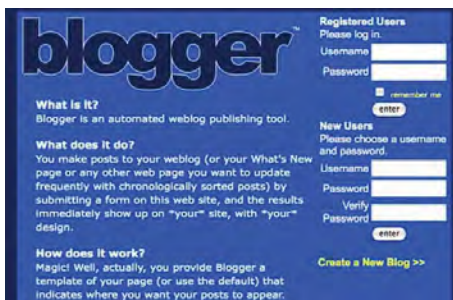 blogger™
What is it?
Blogger is an automated weblog publishing tool.
What does it do?
You make posts to your weblog (or your What's New
page or any other web page you want to update
frequently with chronologically sorted posts) by
submitting a form on this web site, and the results
immediately show up on *your* site, with *your*
design.
How does it work?
Magic! Well, actually, you provide Blogger a
template of your page (or use the default) that
indicates where you want your posts to appear.
Registered Users
Please log in.
Username
Password
remember me
enter
New Users
Please choose a username
and password.
Username
Password
Verify
Password
enter
Create a New Blog >>